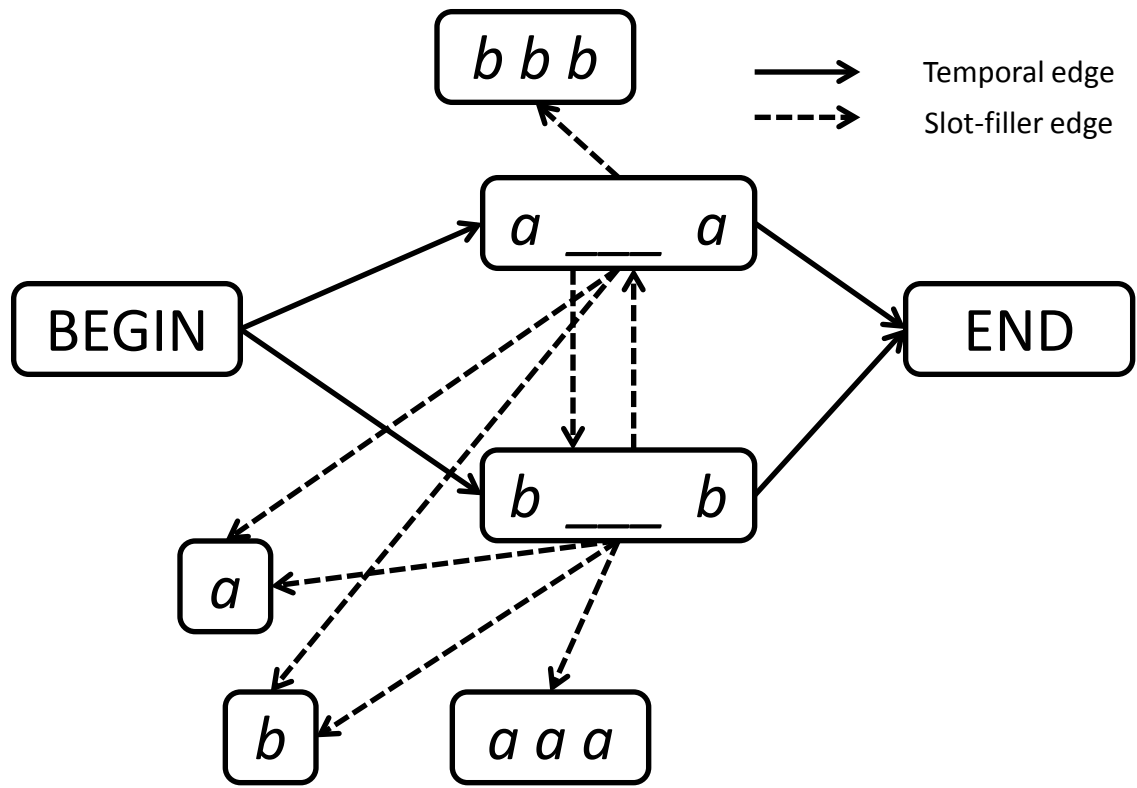 b b b
Temporal edge
Slot-filler edge
a ___ a
BEGIN
END
b ___ b
a
b
a a a